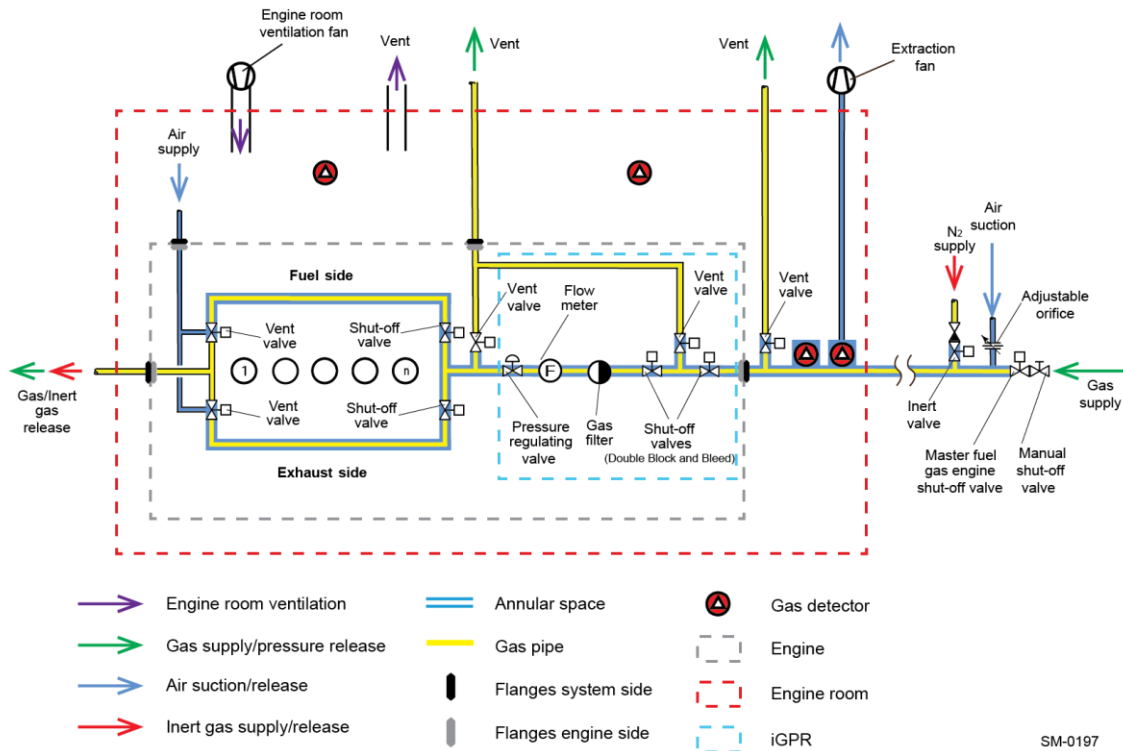 Engine room
ventilation fan
Vent
Vent
Vent
Extraction
fan
Air
supply
Air
suction
N2
supply
Adjustable
orifice
Fuel side
Vent
valve
Flow
meter
Vent
valve
Vent
valve
Vent
valve
Shut-off
valve
Gas/Inert
gas
release
1
n
F
Gas
supply
Vent
valve
Shut-off
valve
Pressure
regulating
valve
Gas
filter
Shut-off
valves
(Double Block and Bleed)
Inert
valve
Master fuel
gas engine
shut-off valve
Manual
shut-off
valve
Exhaust side
Engine room ventilation
Annular space
Gas detector
Gas supply/pressure release
Gas pipe
Engine
Air suction/release
Flanges system side
Engine room
Inert gas supply/release
Flanges engine side
iGPR
SM-0197